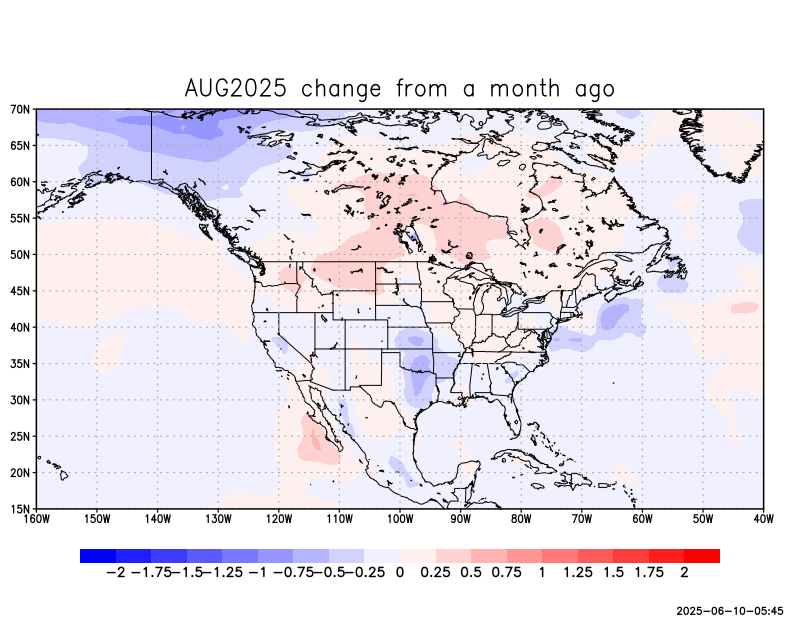 AUG2025 change from a month ago
70N
65N
60N
55N
50N
45N
40N
35N
30N
25N
20N
15N
160W 150W 140W 130W 120W 110W 100W 90W 80W 70W 60W 50W 40W
−2 −1.75 −1.5 −1.25 −1 −0.75 −0.5 −0.25 0 0.25 0.5 0.75 1 1.25 1.5 1.75 2
2025-06-10-05:45